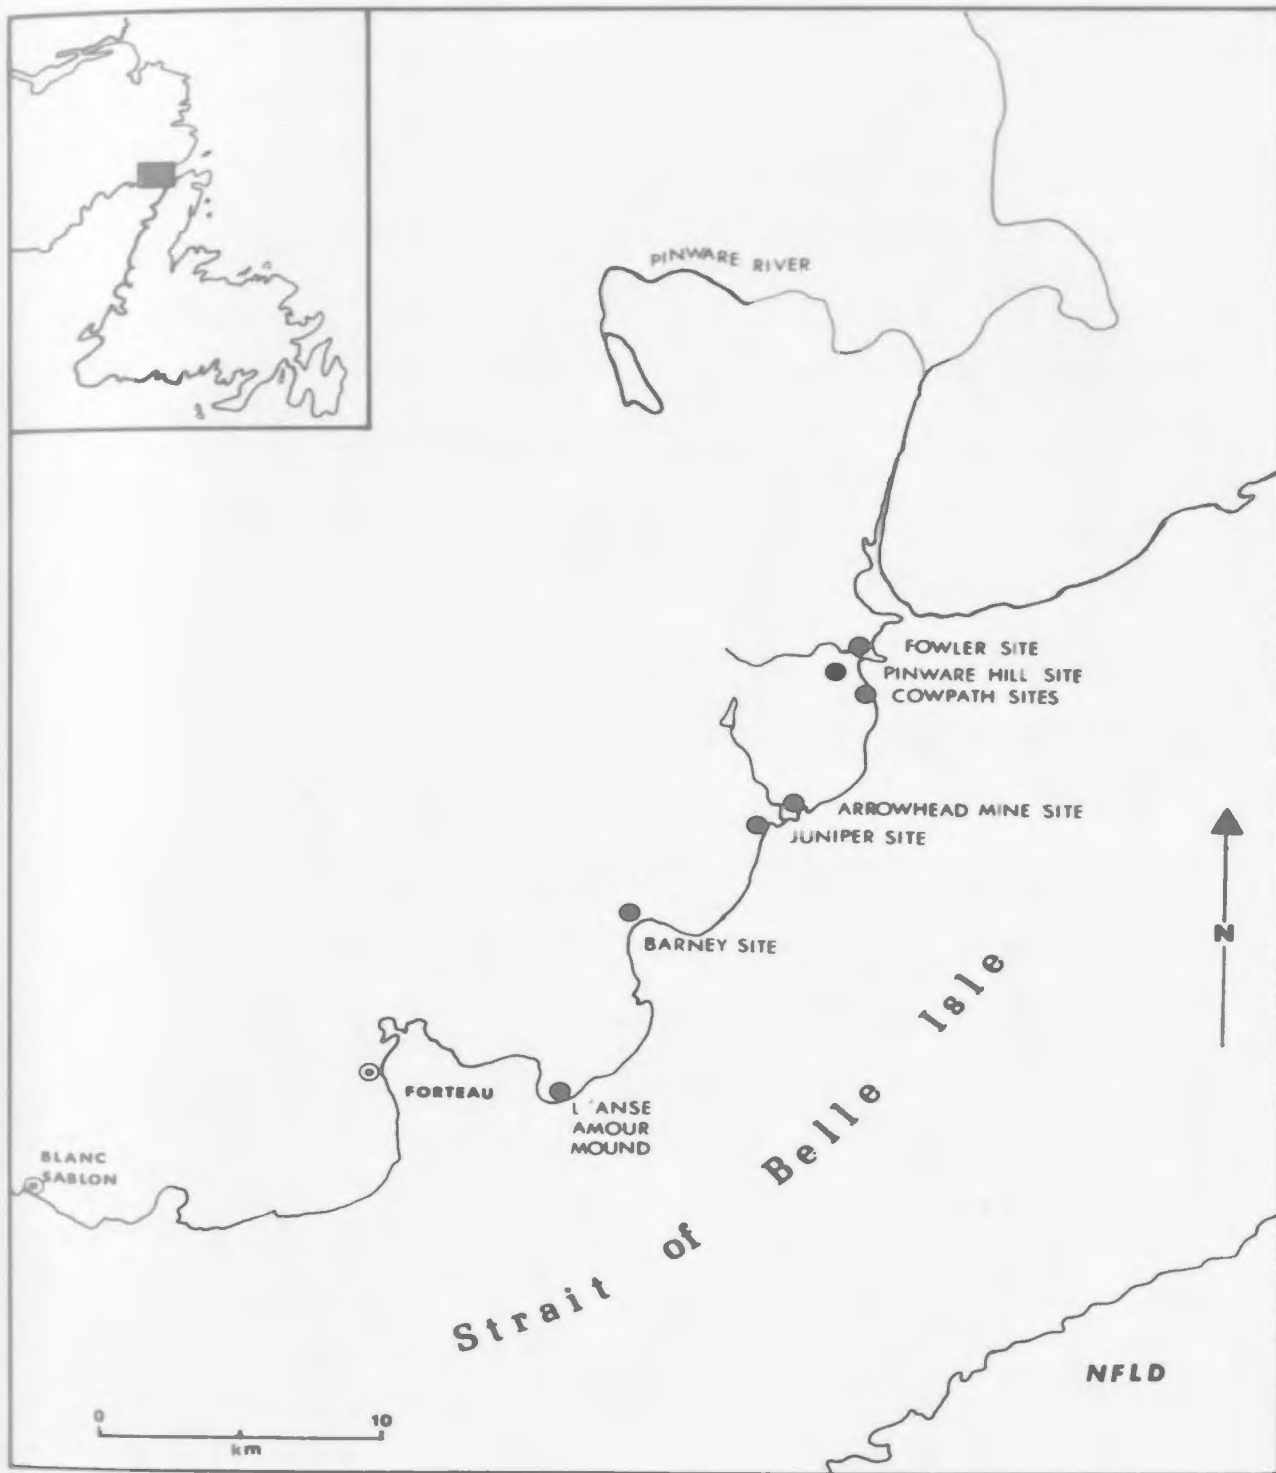 PINWARE RIVER
FOWLER SITE
PINWARE HILL SITE
COWPATH SITES
ARROWHEAD MINE SITE
JUNIPER SITE
BARNEY SITE
N
FORTEAU
L'ANSE
AMOUR
MOUND
BLANC
SABLON
Strait of Belle Isle
NFLD
0 10
km